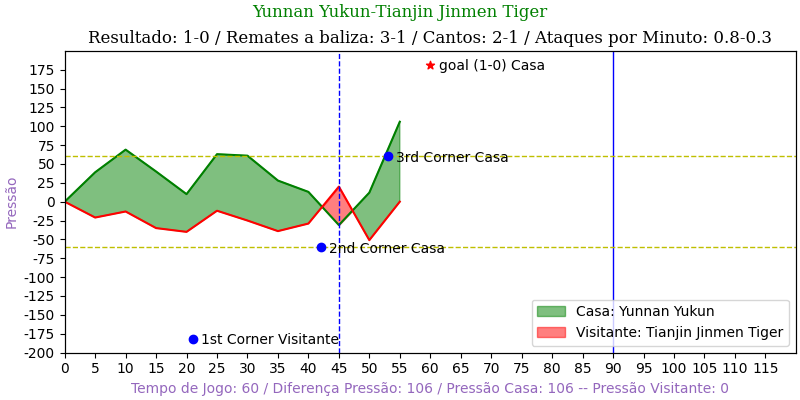 Yunnan Yukun-Tianjin Jinmen Tiger
Resultado: 1-0 / Remates a baliza: 3-1 / Cantos: 2-1 / Ataques por Minuto: 0.8-0.3
Pressão
175
150
125
100
75
50
25
0
-25
-50
-75
-100
-125
-150
-175
-200
goal (1-0) Casa
3rd Corner Casa
2nd Corner Casa
1st Corner Visitante
Casa: Yunnan Yukun
Visitante: Tianjin Jinmen Tiger
0 5 10 15 20 25 30 35 40 45 50 55 60 65 70 75 80 85 90 95 100 105 110 115
Tempo de Jogo: 60 / Diferença Pressão: 106 / Pressão Casa: 106 -- Pressão Visitante: 0